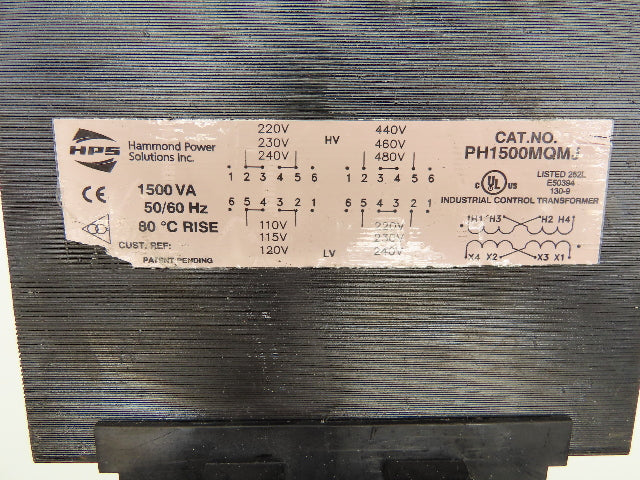 HPS
Hammond Power
Solutions Inc.
1500 VA
50/60 Hz
80 °C RISE
CUST. REF:
PATENT PENDING
220V
230V
240V
HV
440V
460V
480V
1 2 3 4 5 6
1 2 3 4 5 6
6 5 4 3 2 1
6 5 4 3 2 1
110V
115V
120V
LV
220V
230V
240V
CAT.NO.
PH1500MQMJ
C UL US
LISTED 282L
E50394
130-9
INDUSTRIAL CONTROL TRANSFORMER
H1 H3 H2 H4
X4 X2 X3 X1